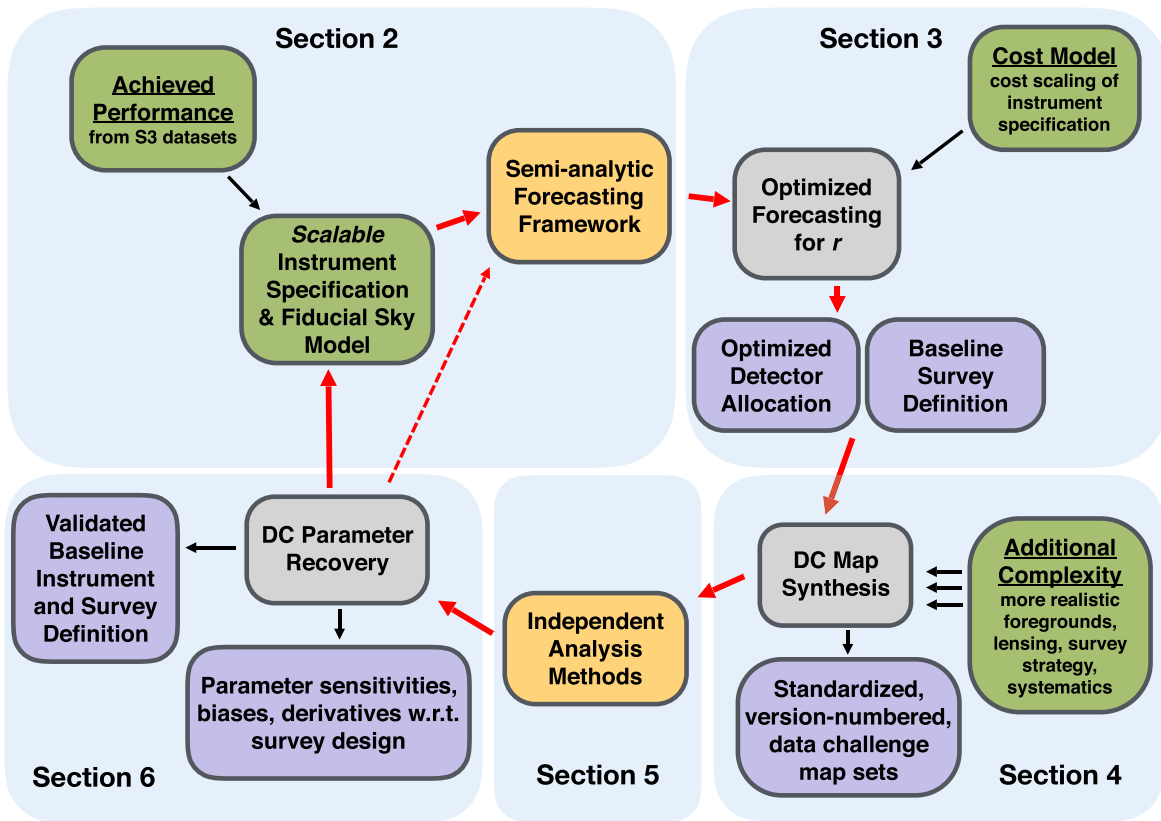 Section 2
Achieved
Performance
from S3 datasets
Scalable
Instrument
Specification
& Fiducial Sky
Model
Semi-analytic
Forecasting
Framework
Section 3
Cost Model
cost scaling of
instrument
specification
Optimized
Forecasting
for r
Optimized
Detector
Allocation
Baseline
Survey
Definition
DC Map
Synthesis
Additional
Complexity
more realistic
foregrounds,
lensing, survey
strategy,
systematics
Standardized,
version-numbered,
data challenge
map sets
Section 4
Independent
Analysis
Methods
Section 5
DC Parameter
Recovery
Validated
Baseline
Instrument
and Survey
Definition
Parameter sensitivities,
biases, derivatives w.r.t.
survey design
Section 6